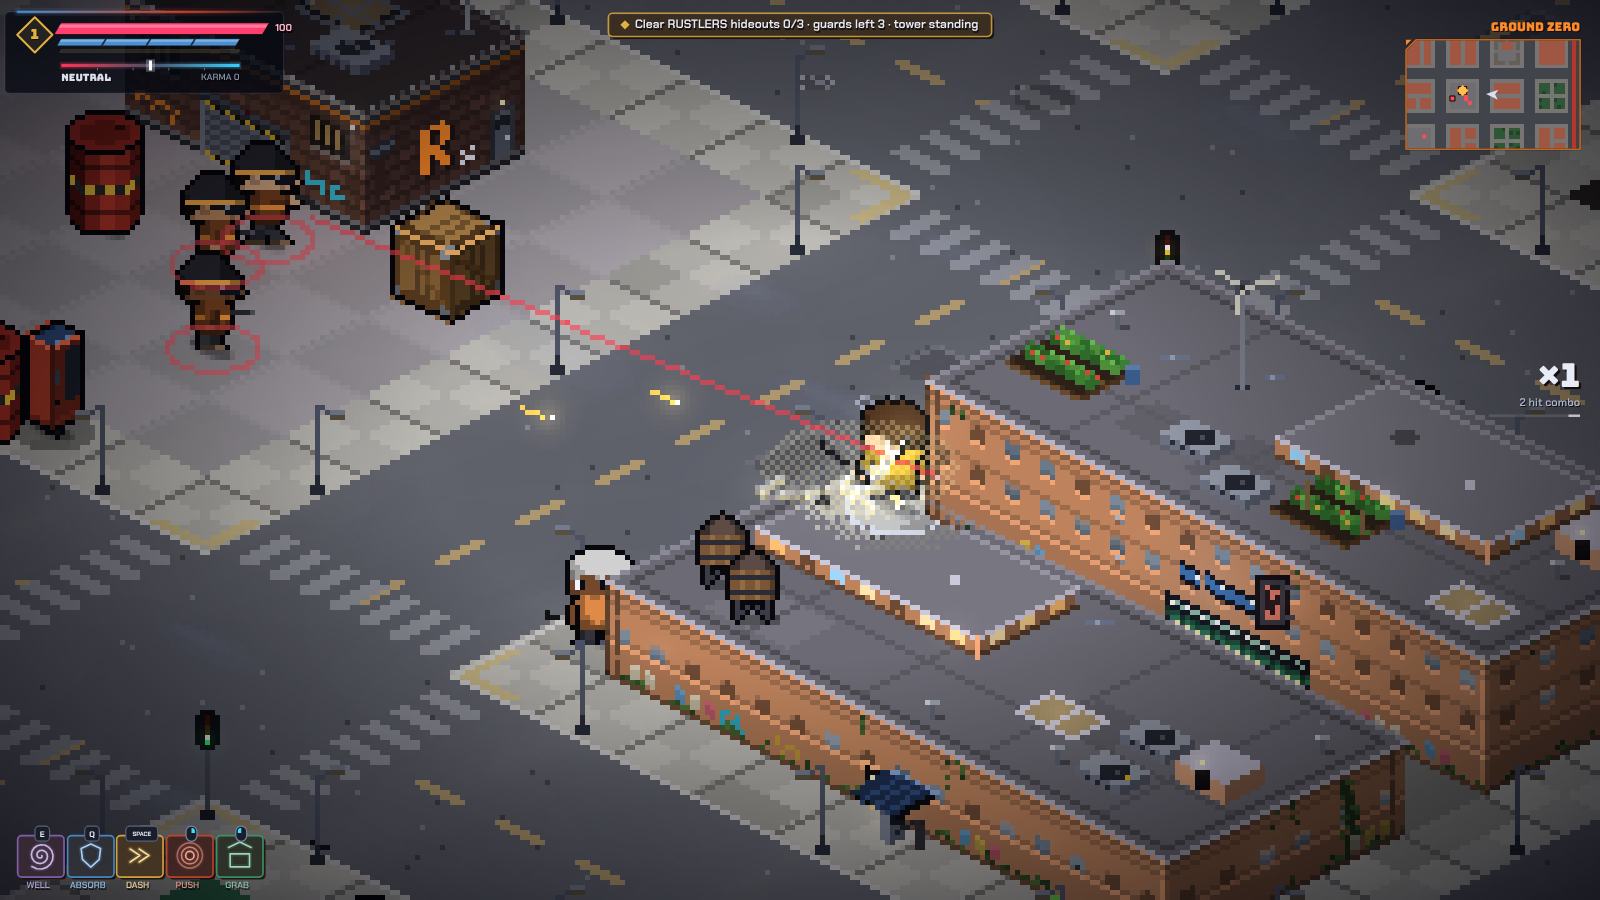 1
100
NEUTRAL
KARMA 0
Clear RUSTLERS hideouts 0/3 · guards left 3 · tower standing
GROUND ZERO
R
×1
2 hit combo
E
Q
SPACE
WELL
ABSORB
DASH
PUSH
GRAB